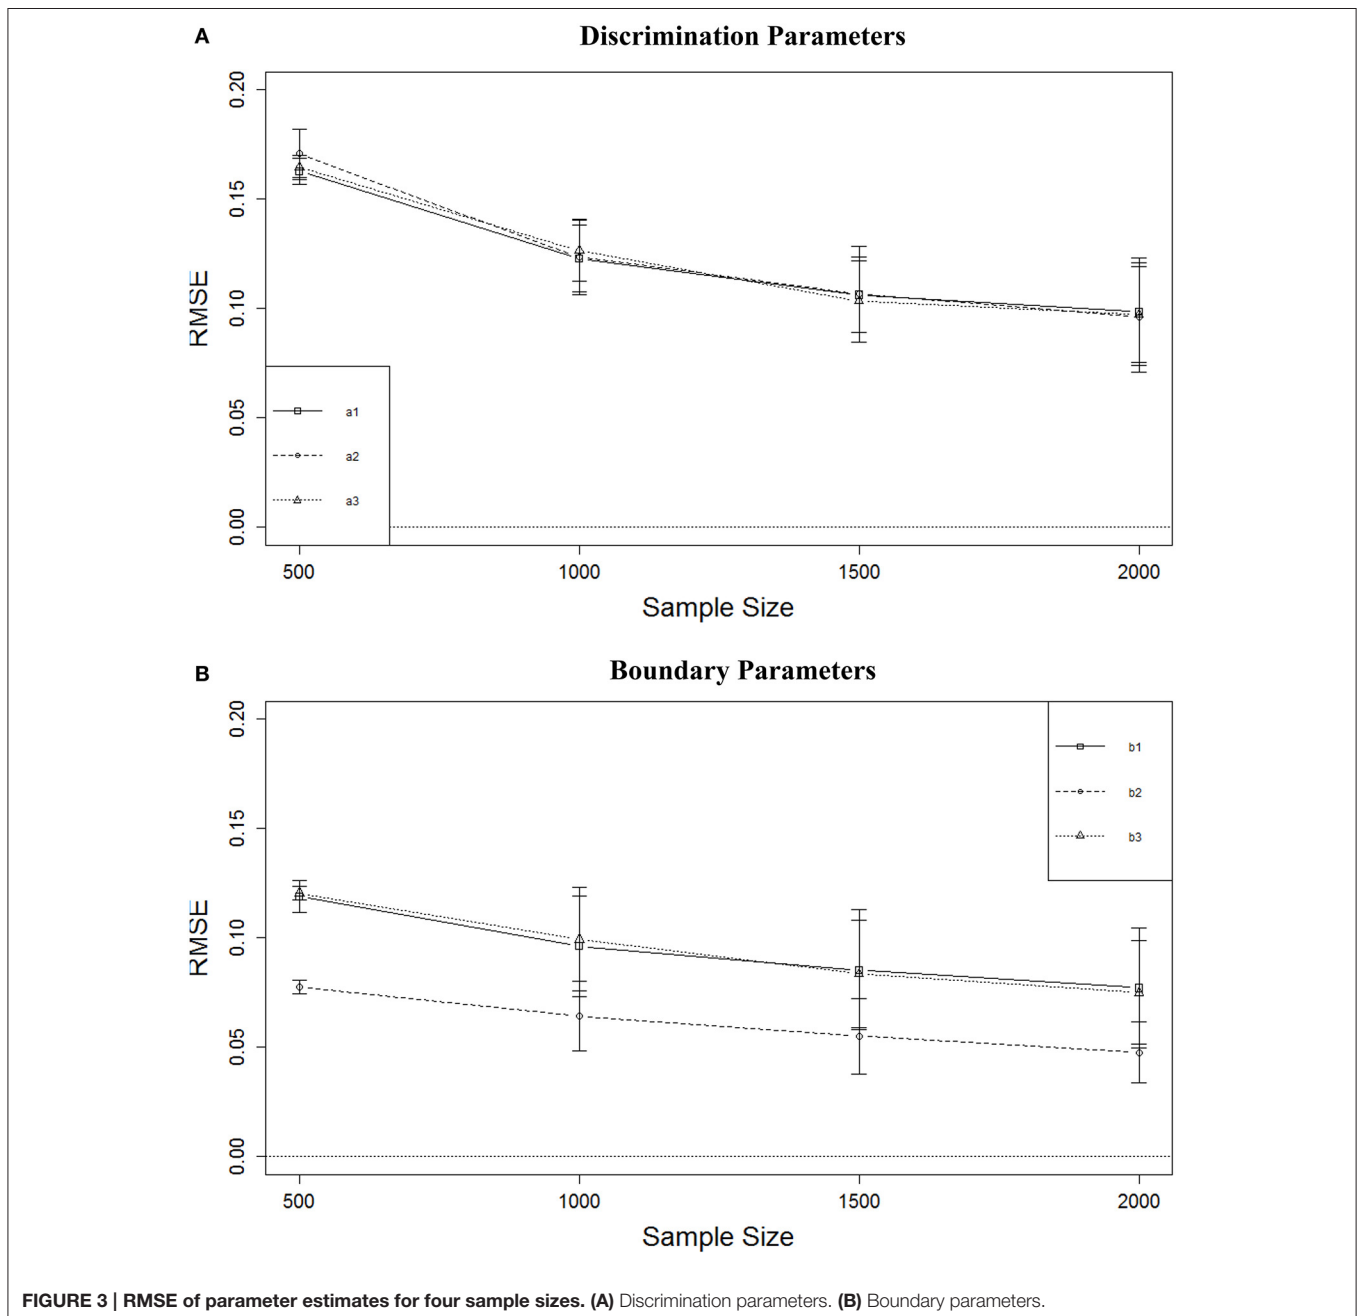 A
Discrimination Parameters
0.20
0.15
0.10
0.05
0.00
RMSE
a1
a2
a3
500 1000 1500 2000
Sample Size
B
Boundary Parameters
0.20
0.15
0.10
0.05
0.00
RMSE
b1
b2
b3
500 1000 1500 2000
Sample Size
FIGURE 3 | RMSE of parameter estimates for four sample sizes. (A) Discrimination parameters. (B) Boundary parameters.